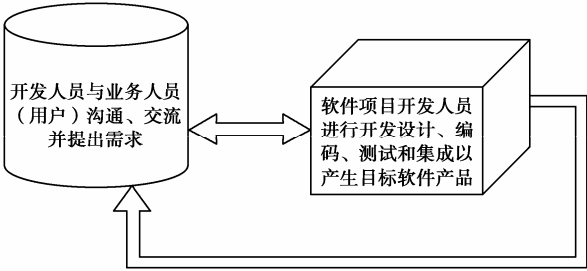 开发人员与业务人员
（用户）沟通、交流
并提出需求
软件项目开发人员
进行开发设计、编
码、测试和集成以
产生目标软件产品